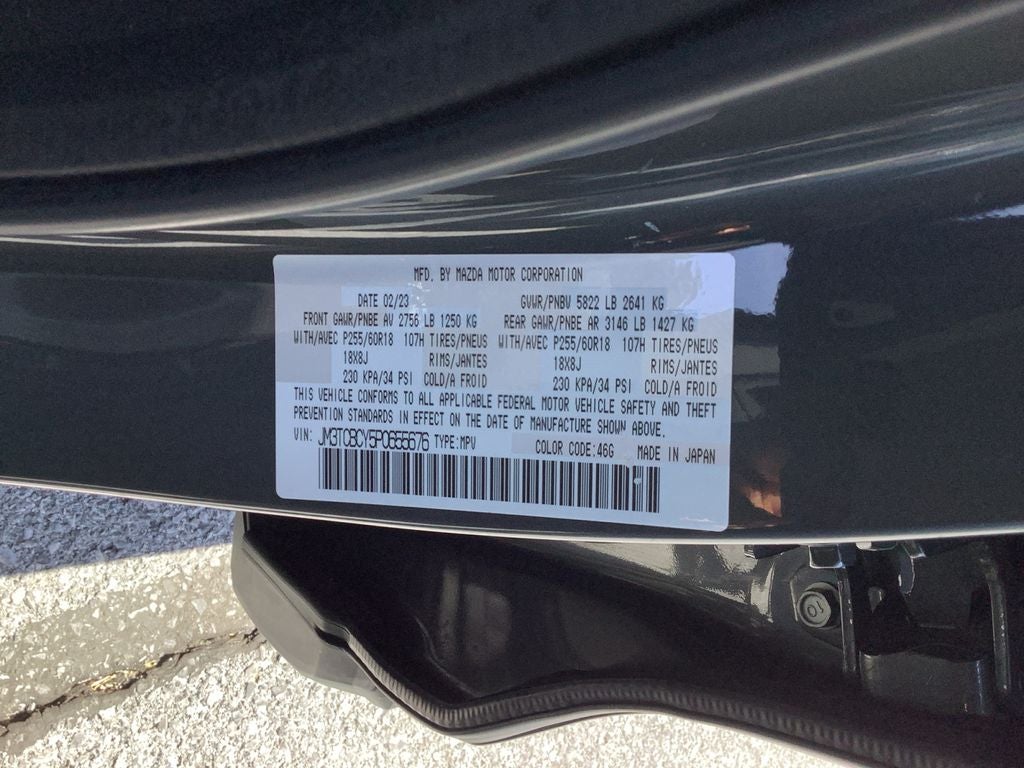 MFD. BY MAZDA MOTOR CORPORATION
DATE 02/23 GVWR/PNBV 5822 LB 2641 KG
FRONT GAWR/PNBE AV 2756 LB 1250 KG REAR GAWR/PNBE AR 3146 LB 1427 KG
WITH/AVEC P255/60R18 107H TIRES/PNEUS WITH/AVEC P255/60R18 107H TIRES/PNEUS
18X8J RIMS/JANTES 18X8J RIMS/JANTES
230 KPA/34 PSI COLD/A FROID 230 KPA/34 PSI COLD/A FROID
THIS VEHICLE CONFORMS TO ALL APPLICABLE FEDERAL MOTOR VEHICLE SAFETY AND THEFT
PREVENTION STANDARDS IN EFFECT ON THE DATE OF MANUFACTURE SHOWN ABOVE.
VIN: JM3TCBCY5P0655676 TYPE:MPV COLOR CODE:46G MADE IN JAPAN
10